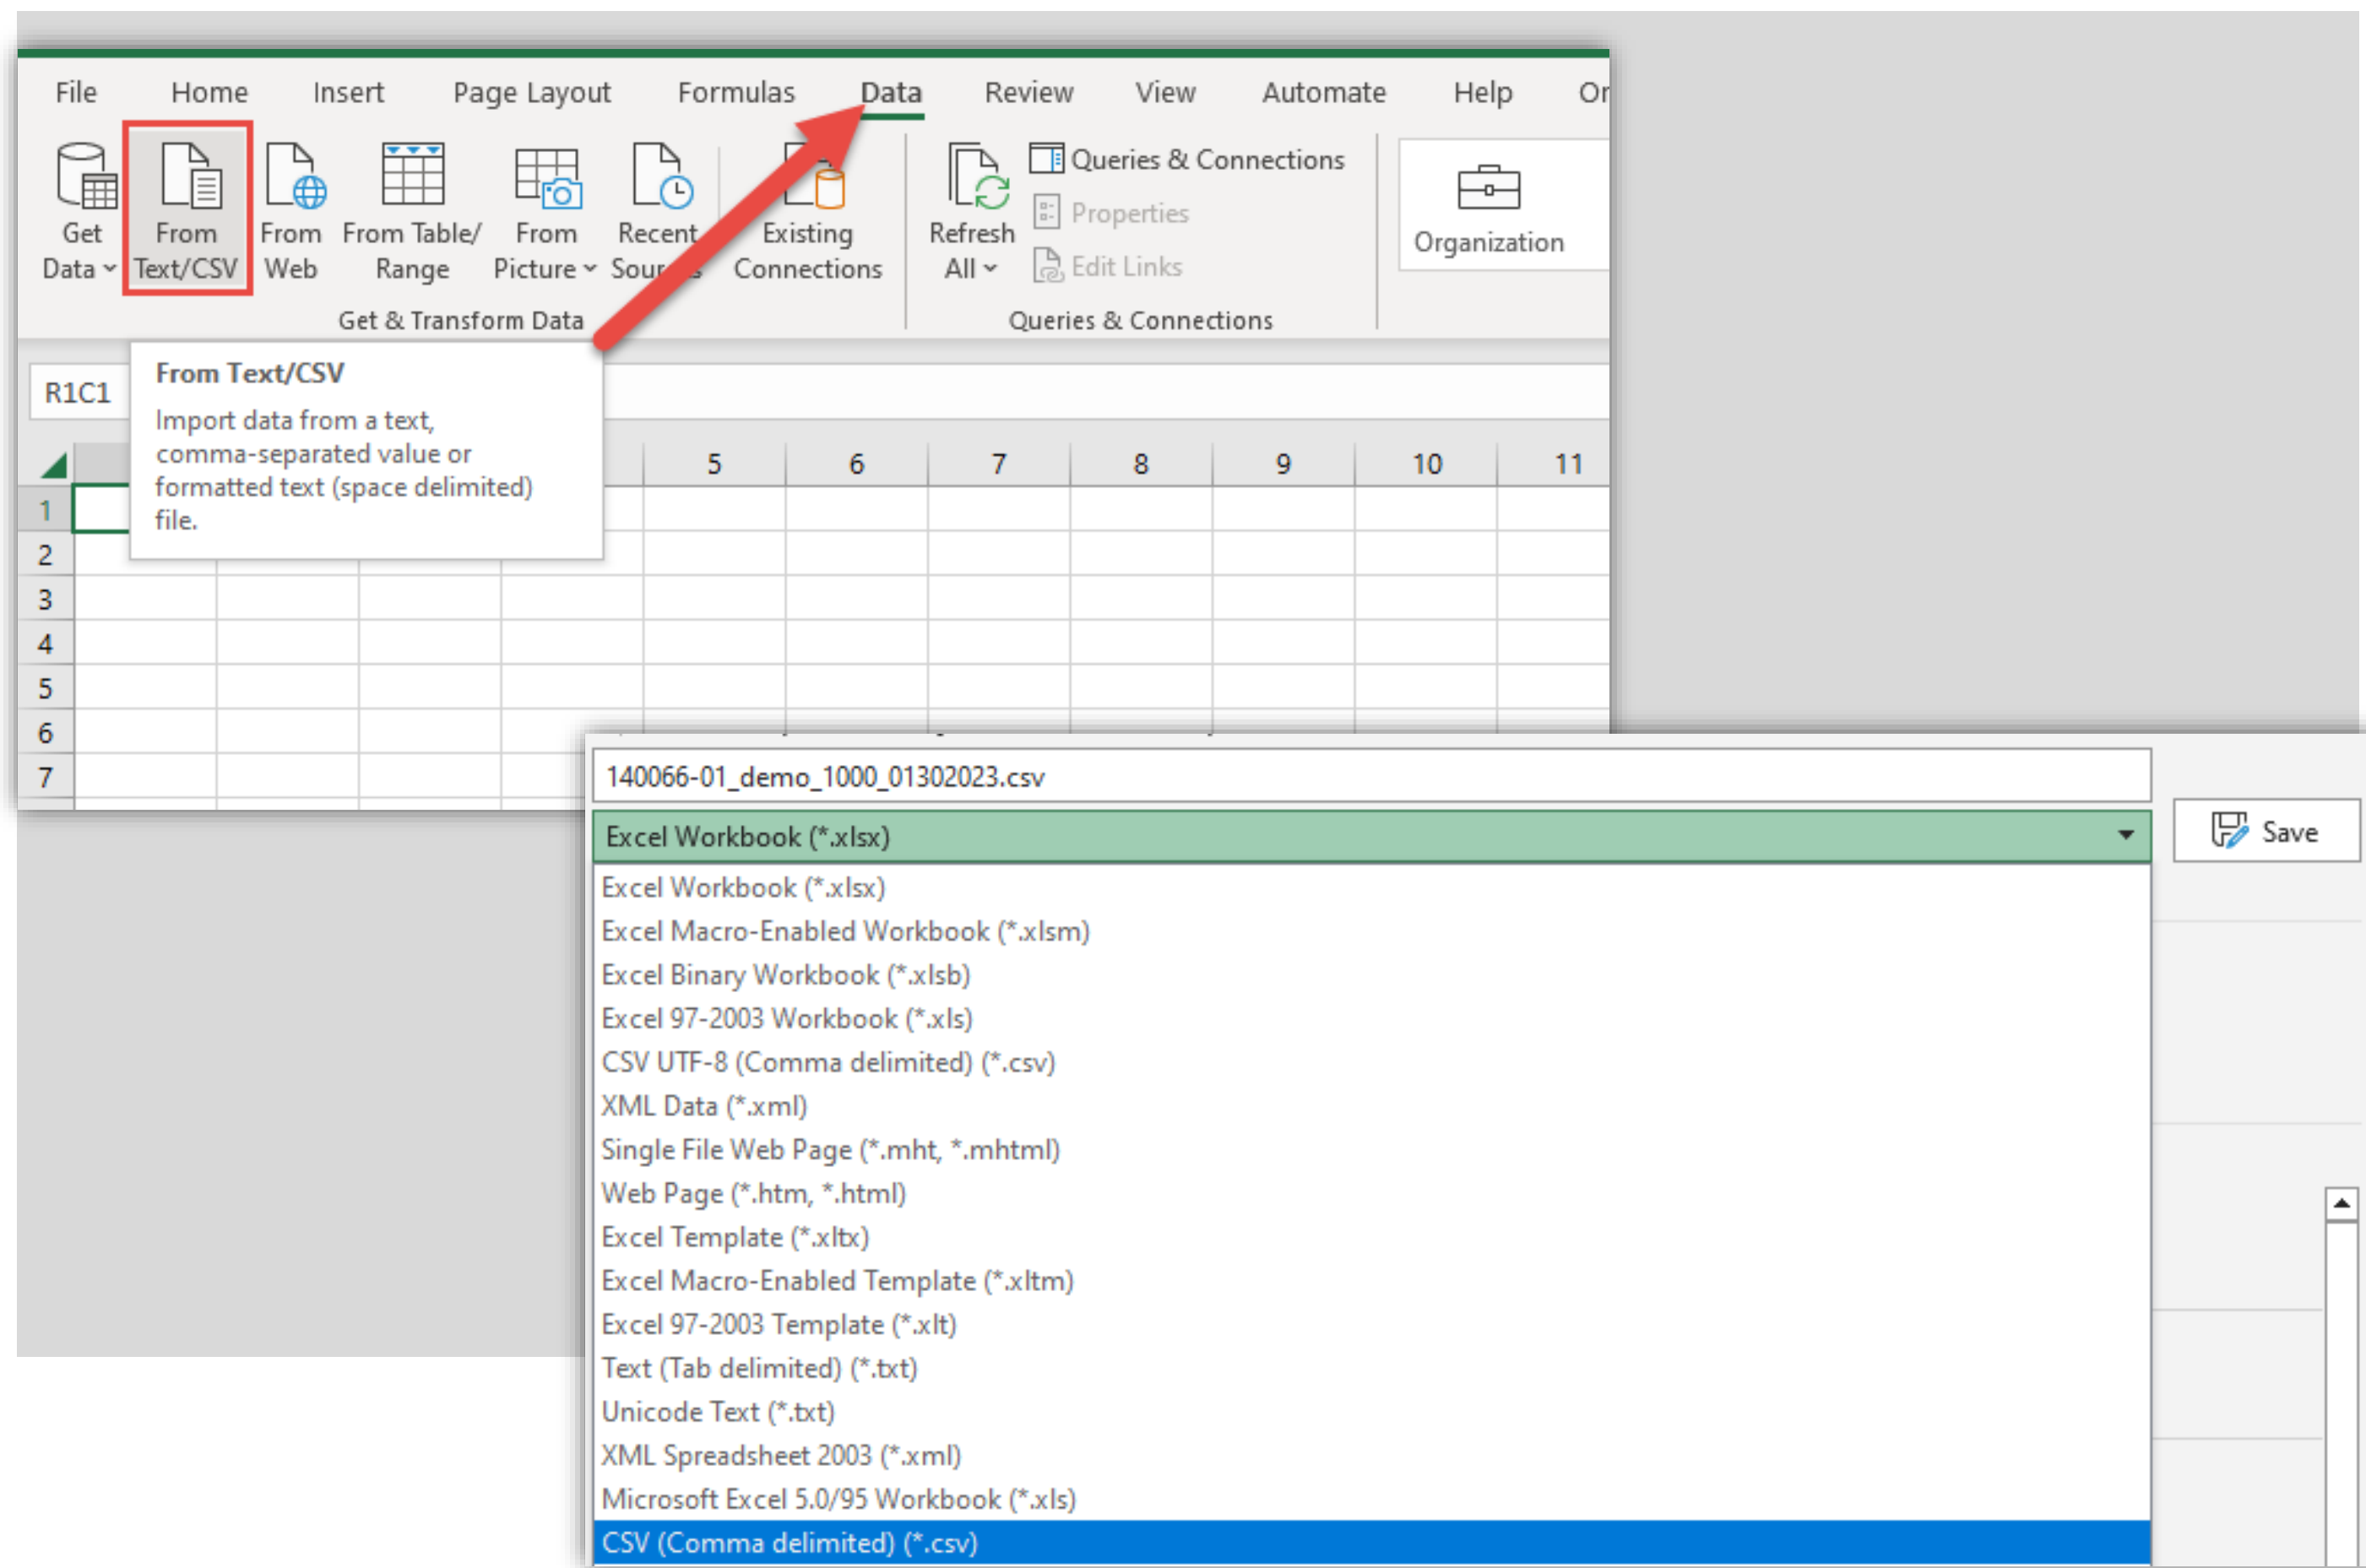 File Home Insert Page Layout Formulas Data Review View Automate Help
Get Data
From Text/CSV
From Web
From Table/ Range
From Picture
Recent
Existing Connections
Refresh All
Queries & Connections
Properties
Edit Links
Organization
Get & Transform Data
Queries & Connections
R1C1
From Text/CSV
Import data from a text,
comma-separated value or
formatted text (space delimited)
file.
5 6 7 8 9 10 11
1
2
3
4
5
6
7
140066-01_demo_1000_01302023.csv
Excel Workbook (*.xlsx)
Save
Excel Workbook (*.xlsx)
Excel Macro-Enabled Workbook (*.xlsm)
Excel Binary Workbook (*.xlsb)
Excel 97-2003 Workbook (*.xls)
CSV UTF-8 (Comma delimited) (*.csv)
XML Data (*.xml)
Single File Web Page (*.mht, *.mhtml)
Web Page (*.htm, *.html)
Excel Template (*.xltx)
Excel Macro-Enabled Template (*.xltm)
Excel 97-2003 Template (*.xlt)
Text (Tab delimited) (*.txt)
Unicode Text (*.txt)
XML Spreadsheet 2003 (*.xml)
Microsoft Excel 5.0/95 Workbook (*.xls)
CSV (Comma delimited) (*.csv)